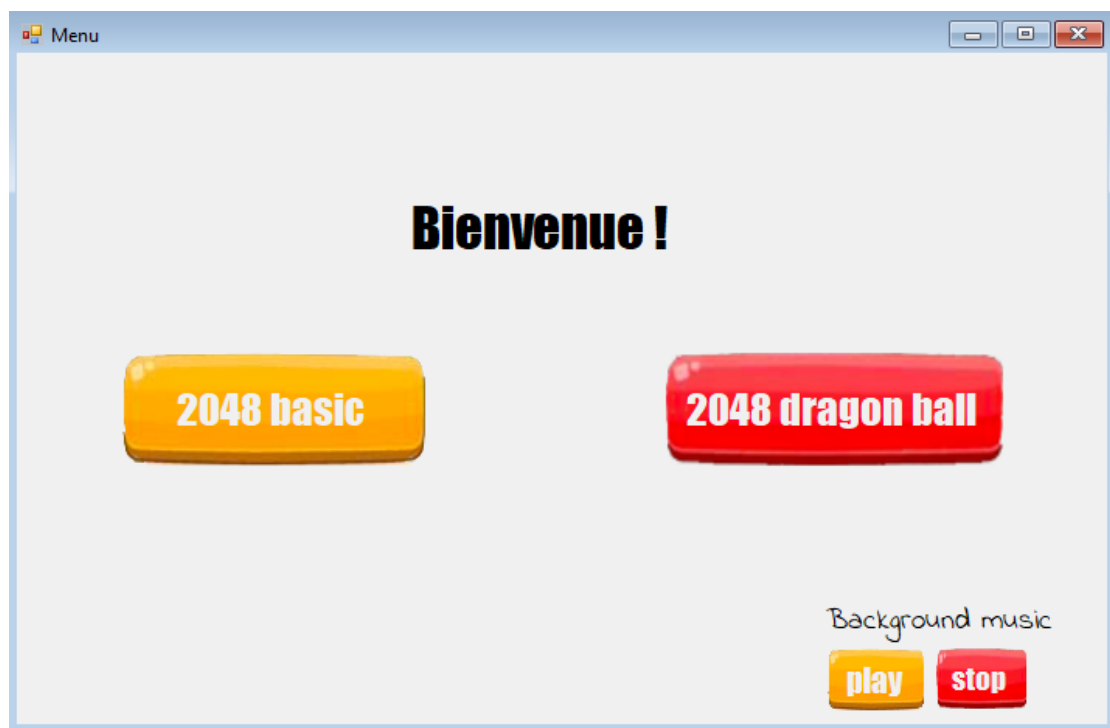 Menu
Bienvenue !
2048 basic
2048 dragon ball
Background music
play
stop